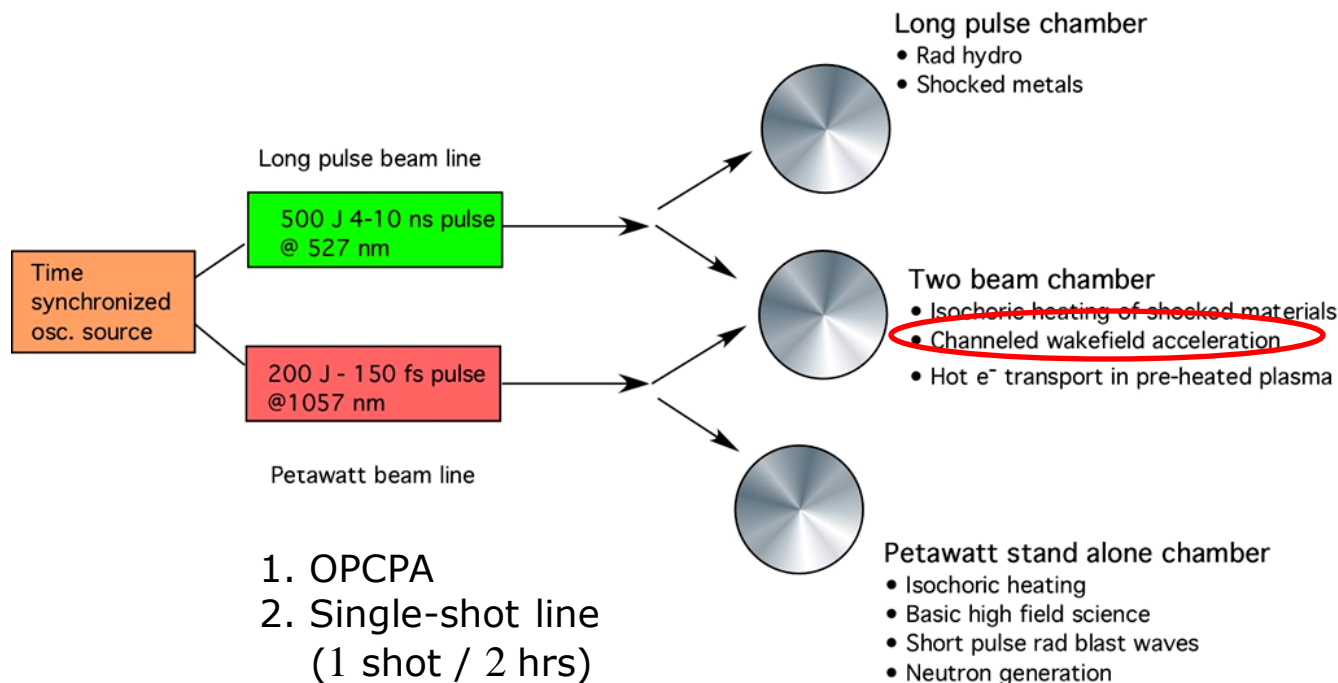 Long pulse chamber
• Rad hydro
• Shocked metals
Long pulse beam line
500 J 4-10 ns pulse
@ 527 nm
Time
synchronized
osc. source
Two beam chamber
• Isochoric heating of shocked materials
• Channeled wakefield acceleration
• Hot e⁻ transport in pre-heated plasma
200 J - 150 fs pulse
@1057 nm
Petawatt beam line
1. OPCPA
2. Single-shot line
(1 shot / 2 hrs)
Petawatt stand alone chamber
• Isochoric heating
• Basic high field science
• Short pulse rad blast waves
• Neutron generation